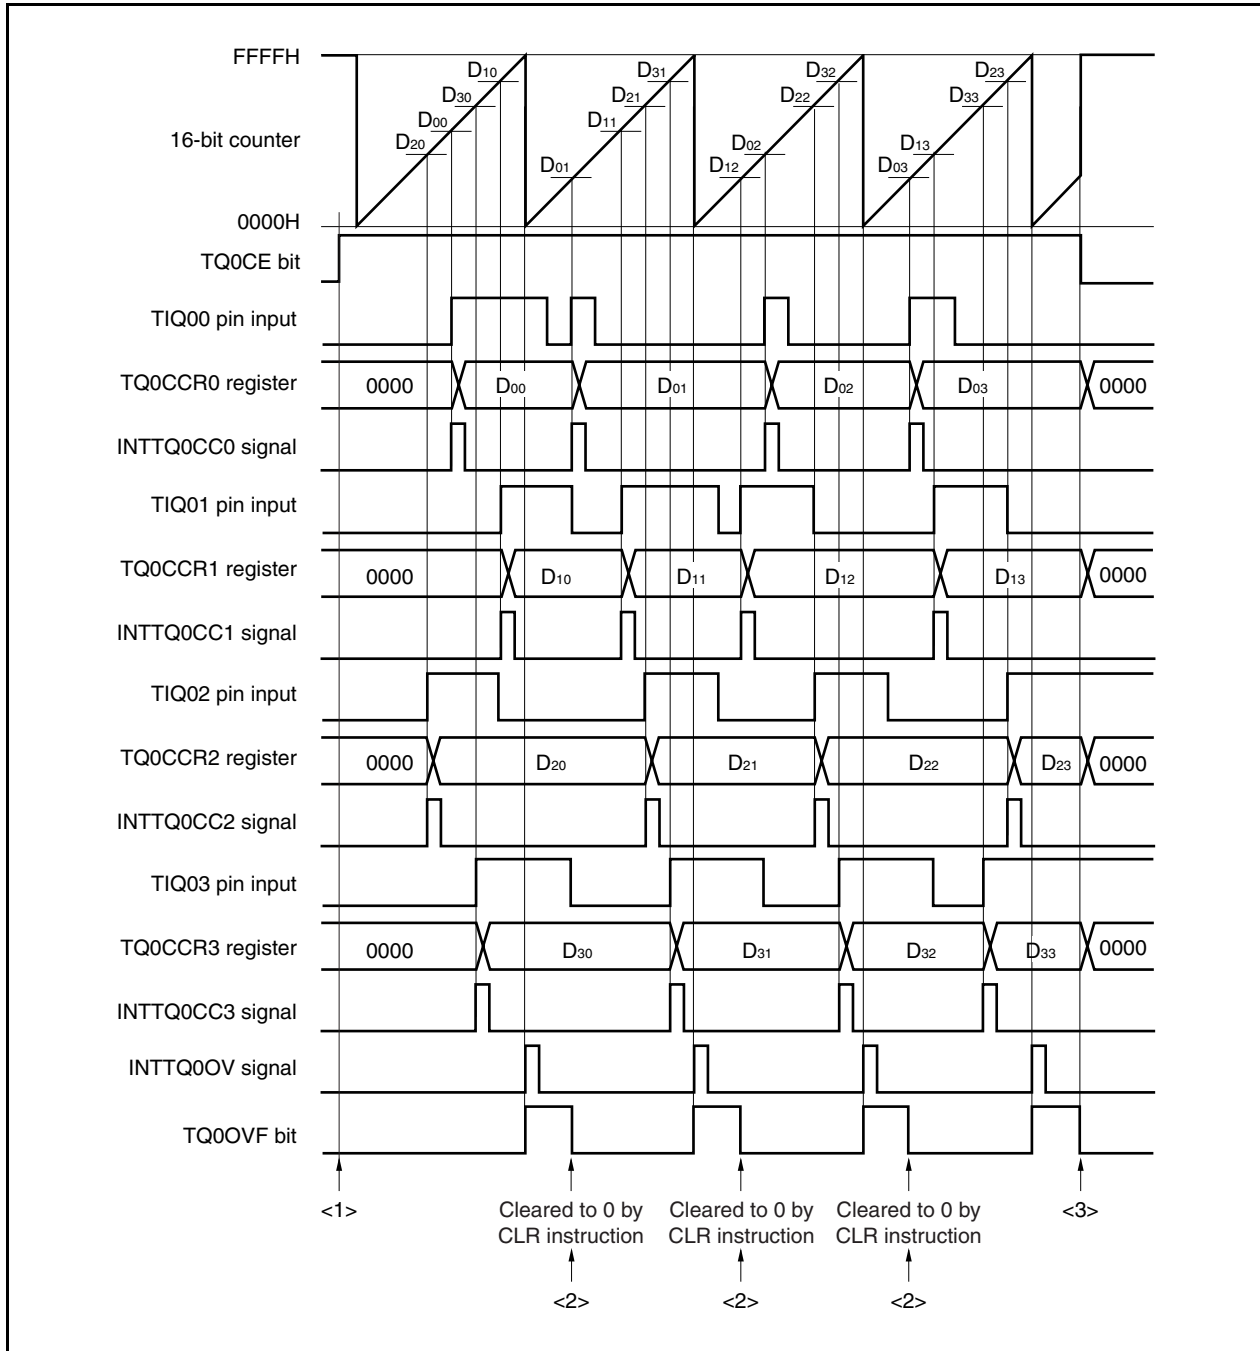 FFFFH
D10
D31
D32
D23
D30
D21
D22
D33
D00
D11
D02
D13
16-bit counter
D20
D01
D12
D03
0000H
TQ0CE bit
TIQ00 pin input
TQ0CCR0 register
0000
D00
D01
D02
D03
0000
INTTQ0CC0 signal
TIQ01 pin input
TQ0CCR1 register
0000
D10
D11
D12
D13
0000
INTTQ0CC1 signal
TIQ02 pin input
TQ0CCR2 register
0000
D20
D21
D22
D23
0000
INTTQ0CC2 signal
TIQ03 pin input
TQ0CCR3 register
0000
D30
D31
D32
D33
0000
INTTQ0CC3 signal
INTTQ0OV signal
TQ0OVF bit
<1>
Cleared to 0 by
CLR instruction
Cleared to 0 by
CLR instruction
Cleared to 0 by
CLR instruction
<3>
<2>
<2>
<2>